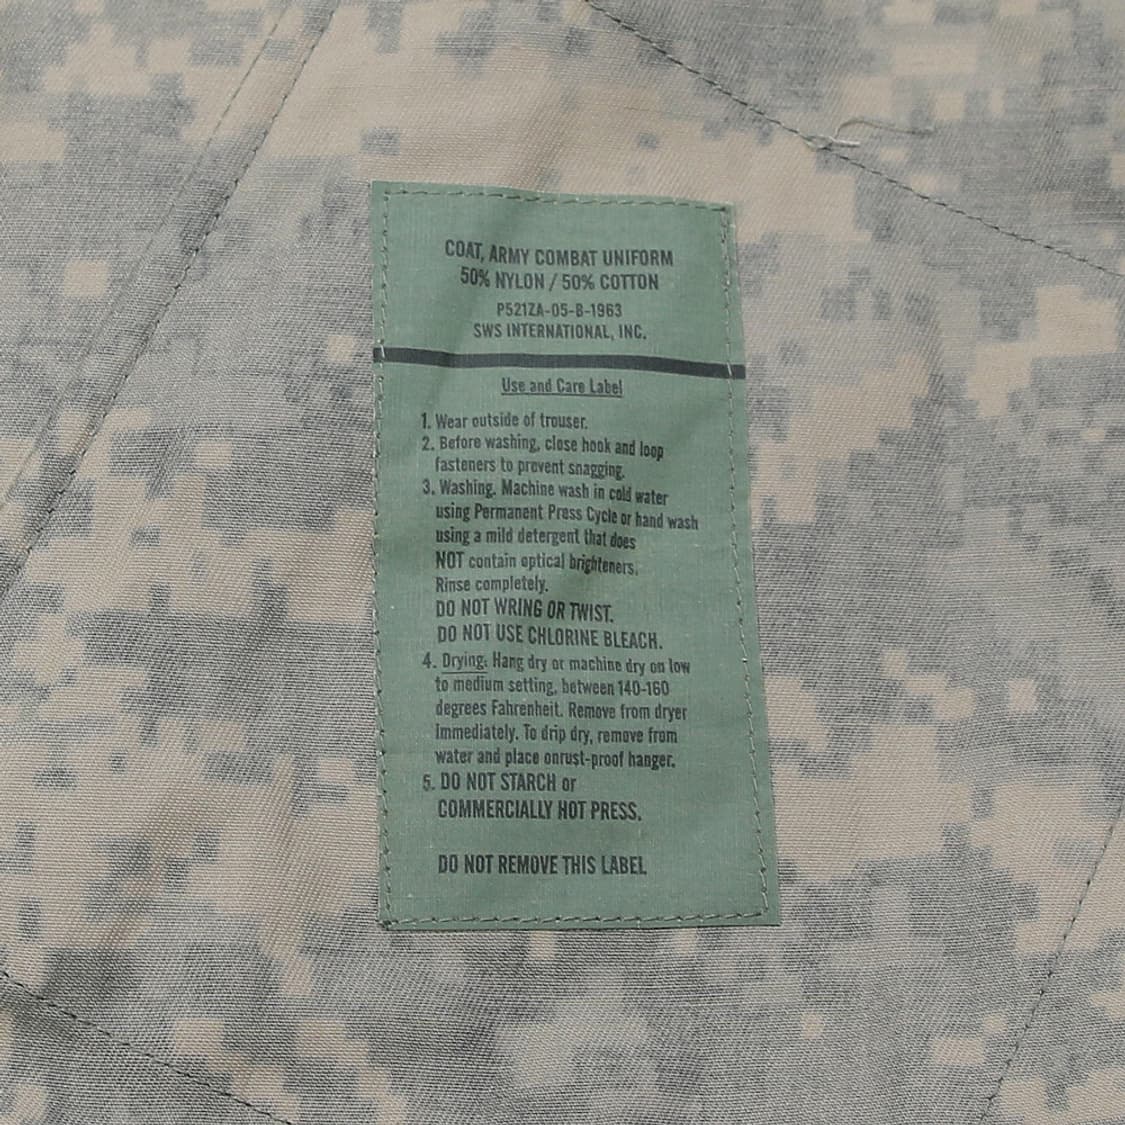 COAT, ARMY COMBAT UNIFORM
50% NYLON / 50% COTTON
P521ZA-05-B-1963
SWS INTERNATIONAL, INC.
Use and Care Label
1. Wear outside of trouser.
2. Before washing, close hook and loop
fasteners to prevent snagging.
3. Washing. Machine wash in cold water
using Permanent Press Cycle or hand wash
using a mild detergent that does
NOT contain optical brighteners.
Rinse completely.
DO NOT WRING OR TWIST.
DO NOT USE CHLORINE BLEACH.
4. Drying: Hang dry or machine dry on low
to medium setting, between 140-160
degrees Fahrenheit. Remove from dryer
immediately. To drip dry, remove from
water and place onrust-proof hanger.
5. DO NOT STARCH or
COMMERCIALLY HOT PRESS.
DO NOT REMOVE THIS LABEL